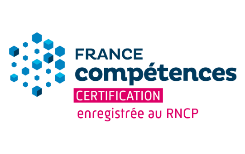 FRANCE
compétences
CERTIFICATION
enregistrée au RNCP